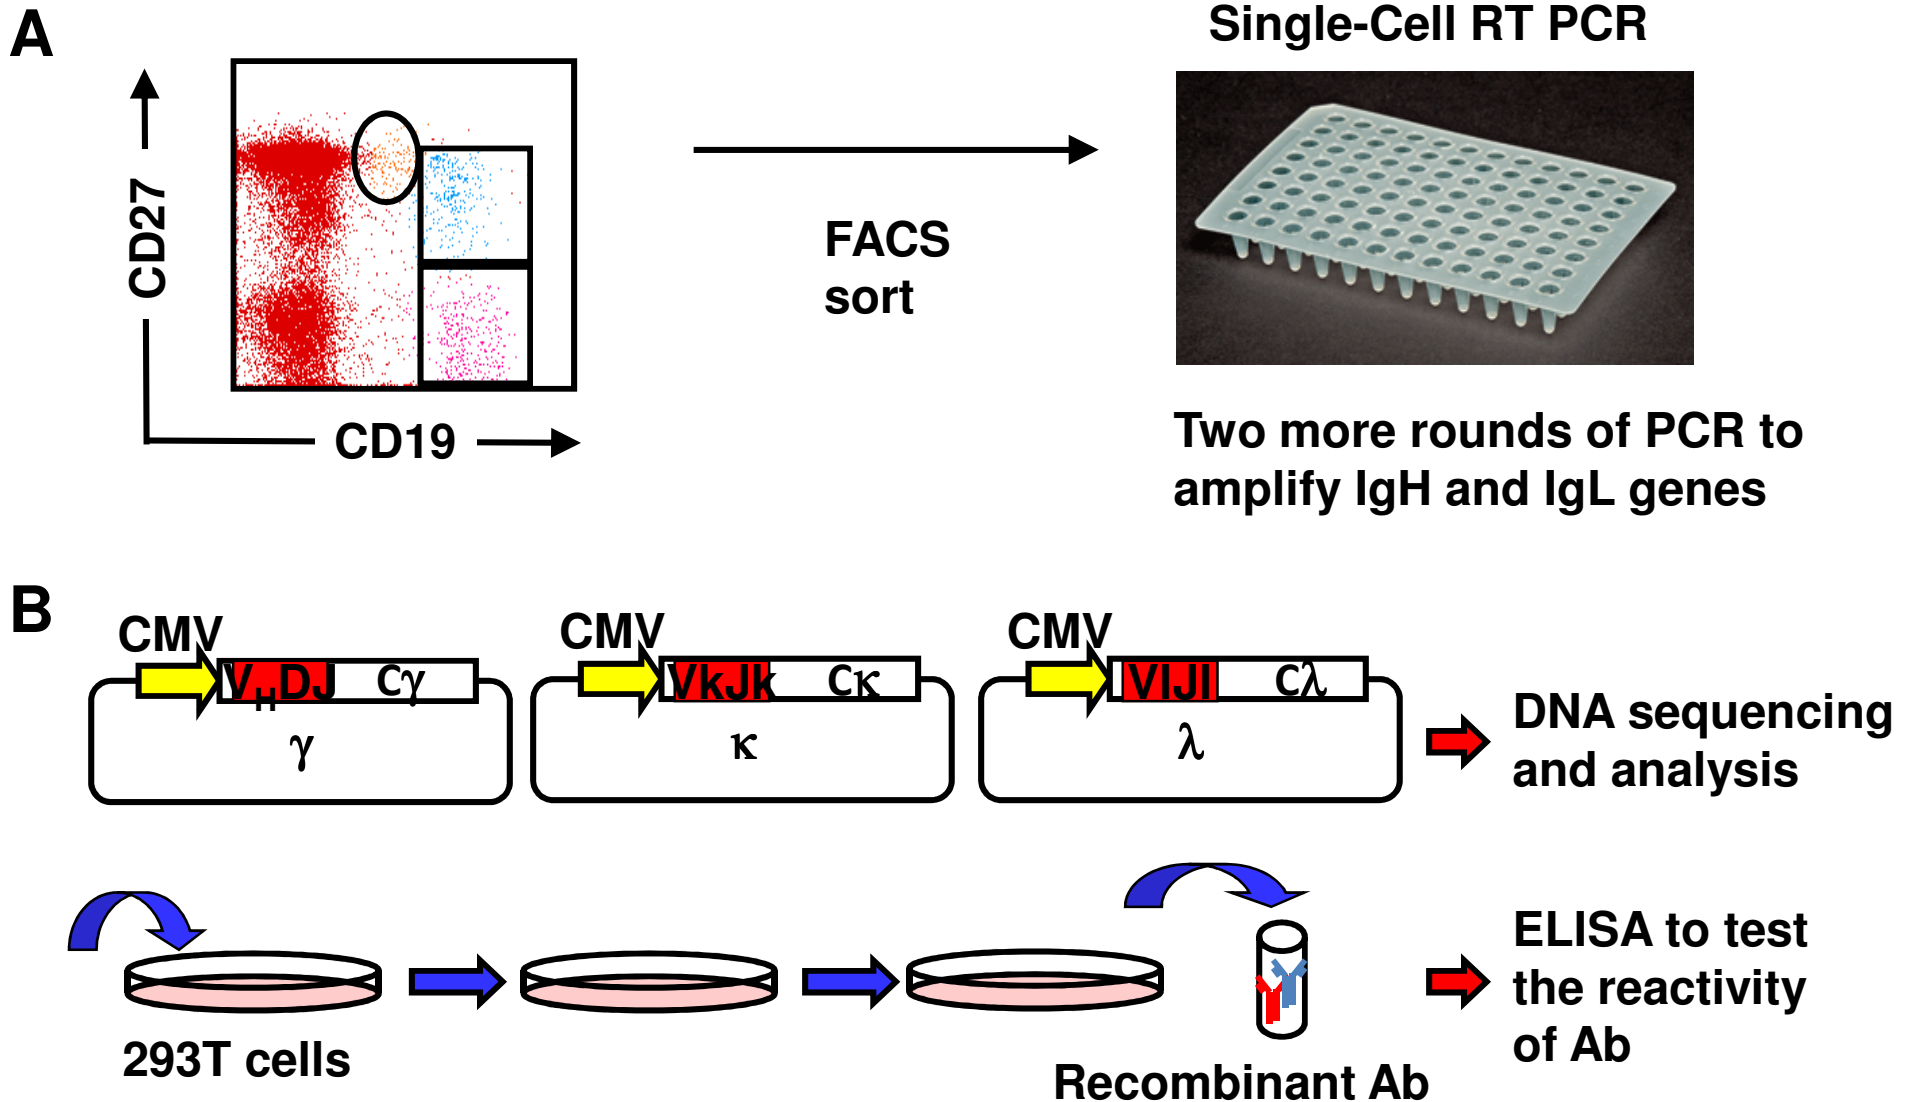 A
Single-Cell RT PCR
CD27
FACS
sort
CD19
Two more rounds of PCR to
amplify IgH and IgL genes
B
CMV
CMV
CMV
VHDJ Cγ
VkJk Cκ
VlJl Cλ
γ
κ
λ
DNA sequencing
and analysis
293T cells
Recombinant Ab
ELISA to test
the reactivity
of Ab